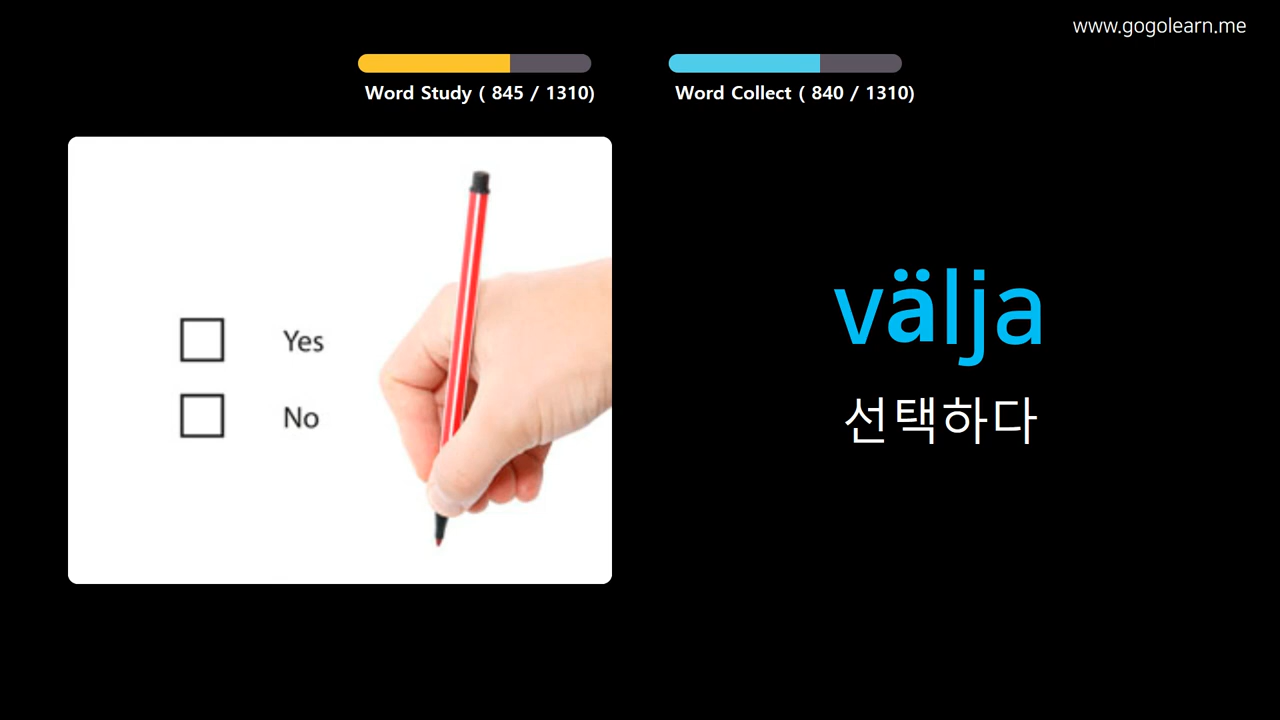 www.gogolearn.me
Word Study ( 845 / 1310)
Word Collect ( 840 / 1310)
Yes
No
välja
선택하다